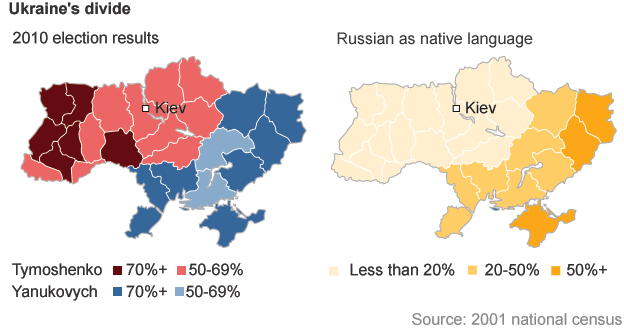 Ukraine's divide
2010 election results
Russian as native language
Kiev
Kiev
Tymoshenko 70%+ 50-69%
Yanukovych 70%+ 50-69%
Less than 20% 20-50% 50%+
Source: 2001 national census